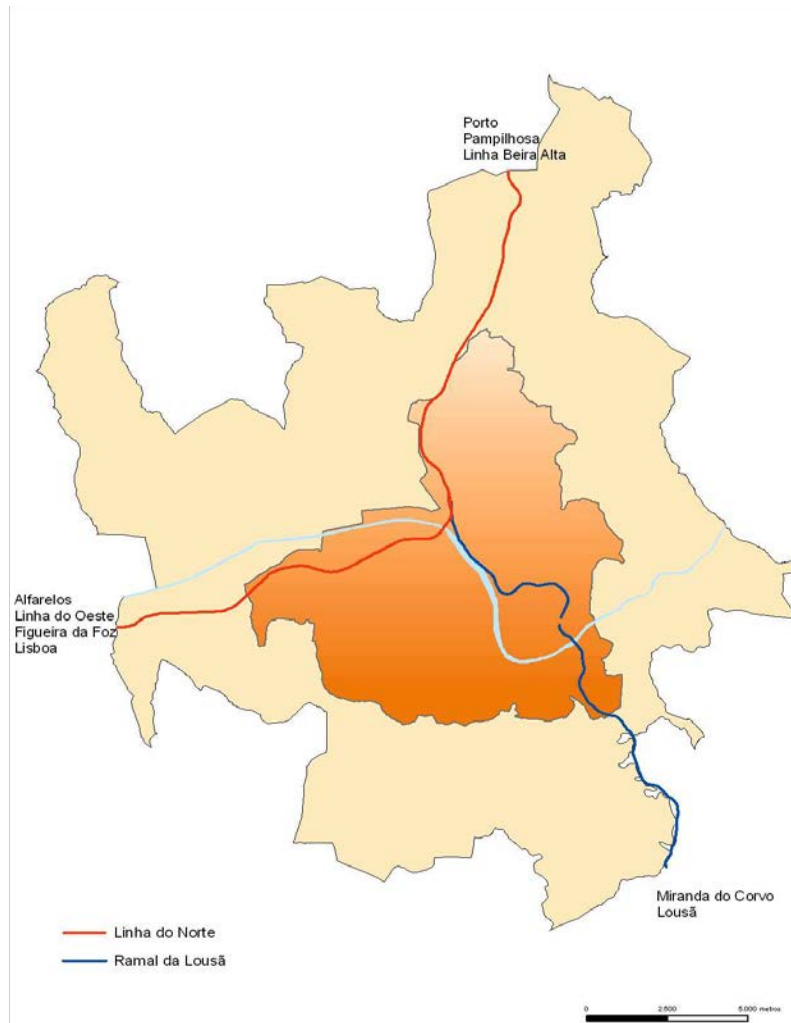 Porto
Pampilhosa
Linha Beira Alta
Alfarelos
Linha do Oeste
Figueira da Foz
Lisboa
Miranda do Corvo
Lousã
Linha do Norte
Ramal da Lousã
0 2.500 5.000 metros